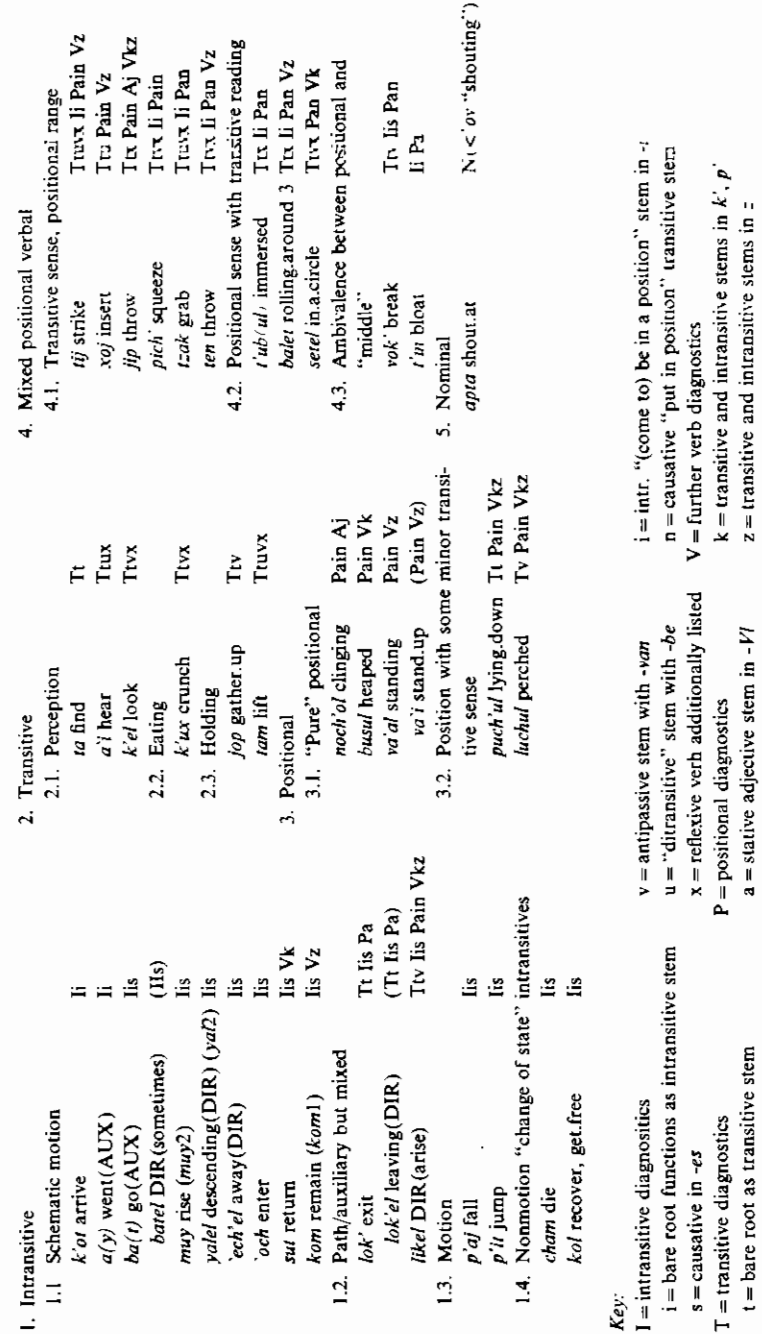 1. Intransitive
1.1 Schematic motion
k'ot arrive Ii
a(y) went(AUX) Ii
ba(t) go(AUX) Iis
batel DIR(sometimes) (IIs)
muy rise (muy2) Iis
yalel descending(DIR) (yal2) Iis
'ech'el away(DIR) Iis
'och enter Iis
sut return Iis Vk
kom remain (kom1) Iis Vz
1.2. Path/auxiliary but mixed
lok' exit Tt Iis Pa
lok'el leaving(DIR) (Tt Iis Pa)
likel DIR(arise) Ttv Iis Pain Vkz
1.3. Motion
p'aj fall Iis
p'it jump Iis
1.4. Nonmotion "change of state" intransitives
cham die Iis
kol recover, get.free Iis
2. Transitive
2.1. Perception
ta find Tt
a'i hear Ttux
k'el look Ttvx
2.2. Eating
k'ux crunch Ttvx
2.3. Holding
jop gather.up Ttv
tam lift Ttuvx
3. Positional
3.1. "Pure" positional
noch'ol clinging Pain Aj
busul heaped Pain Vk
va'al standing Pain Vz
va'i stand.up (Pain Vz)
3.2. Position with some minor transi-
tive sense
puch'ul lying.down Tt Pain Vkz
luchul perched Tv Pain Vkz
4. Mixed positional verbal
4.1. Transitive sense, positional range
tij strike Ttuvx Ii Pain Vz
xoj insert Ttu Pain Vz
jip throw Ttx Pain Aj Vkz
pich' squeeze Ttvx Ii Pain
tzak grab Ttuvx Ii Pan
ten throw Ttvx Ii Pan Vz
4.2. Positional sense with transitive reading
t'ub(ul) immersed Ttx Ii Pan
balet rolling.around 3 Ttx Ii Pan Vz
setel in.a.circle Ttvx Pan Vk
4.3. Ambivalence between positional and
"middle"
vok' break Ttv Iis Pan
t'in bloat Ii Pa
5. Nominal
apta shout.at N(<'ov "shouting")
Key:
I = intransitive diagnositics
i = bare root functions as intransitive stem
s = causative in -es
T = transitive diagnostics
t = bare root as transitive stem
v = antipassive stem with -van
u = "ditransitive" stem with -be
x = reflexive verb additionally listed
P = positional diagnostics
a = stative adjective stem in -Vl
i = intr. "(come to) be in a position" stem in
n = causative "put in position" transitive stem
V = further verb diagnostics
k = transitive and intransitive stems in k', p'
z = transitive and intransitive stems in